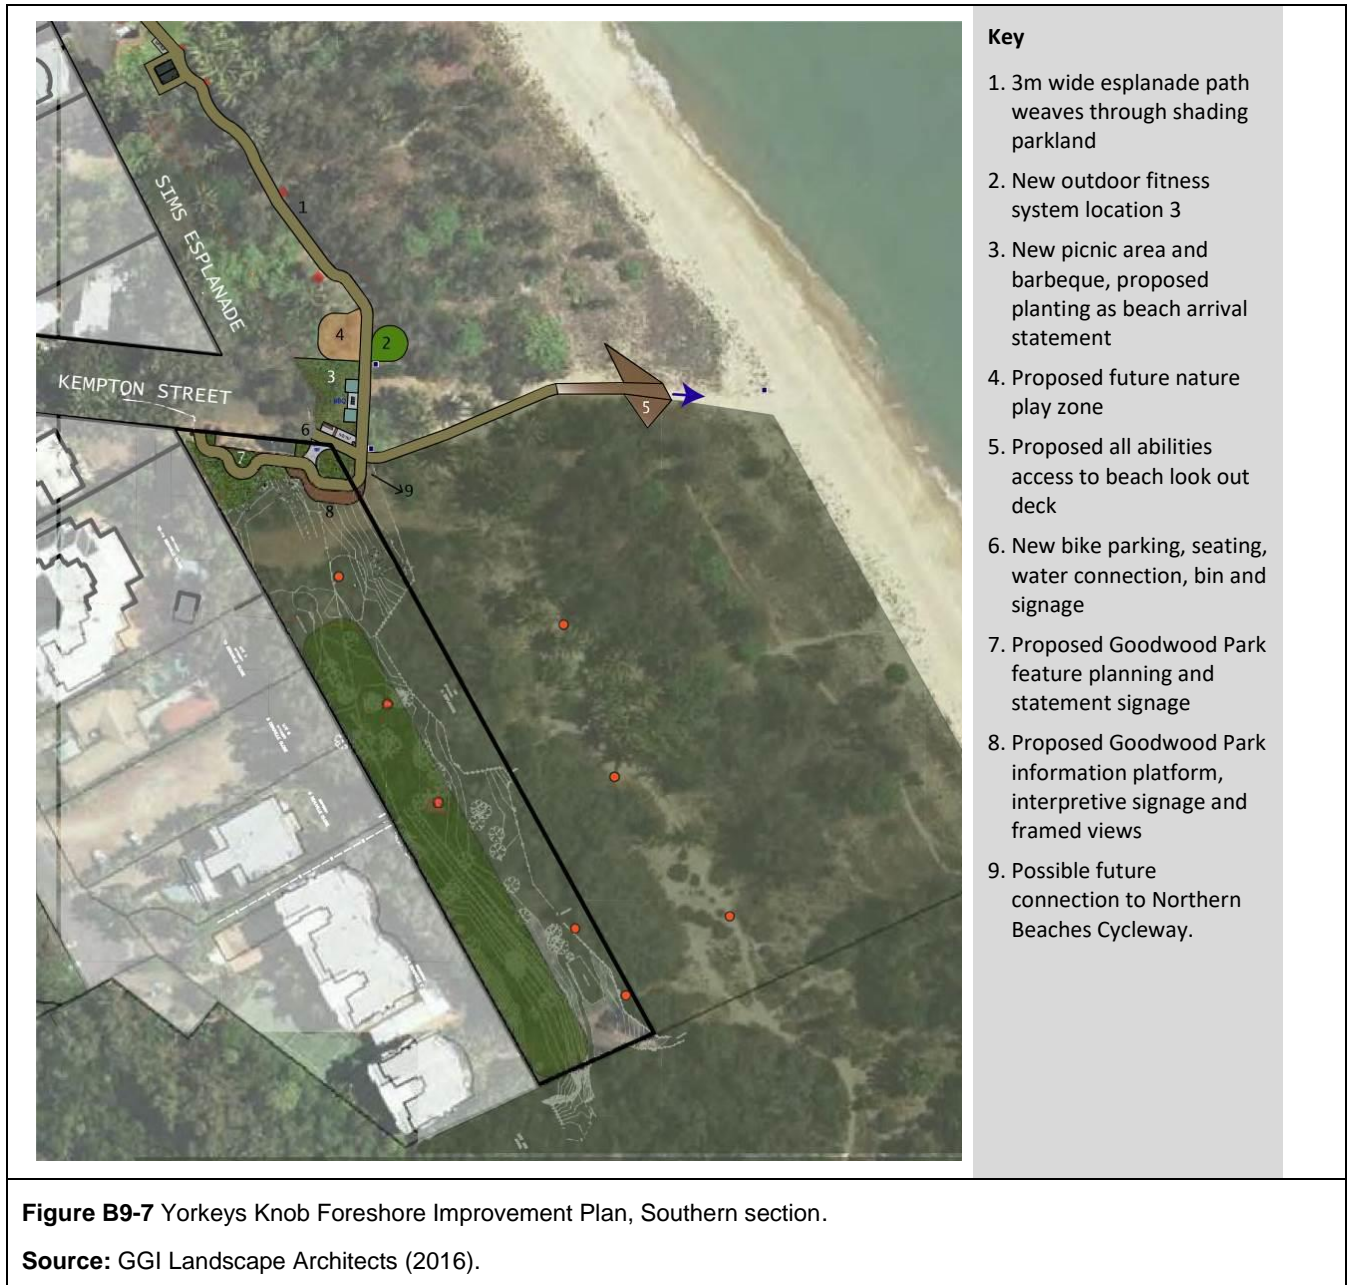 SIMS ESPLANADE
KEMPTON STREET
1
4
2
3
5
6
7
8
9
Key
1. 3m wide esplanade path
weaves through shading
parkland
2. New outdoor fitness
system location 3
3. New picnic area and
barbeque, proposed
planting as beach arrival
statement
4. Proposed future nature
play zone
5. Proposed all abilities
access to beach look out
deck
6. New bike parking, seating,
water connection, bin and
signage
7. Proposed Goodwood Park
feature planning and
statement signage
8. Proposed Goodwood Park
information platform,
interpretive signage and
framed views
9. Possible future
connection to Northern
Beaches Cycleway.
Figure B9-7 Yorkeys Knob Foreshore Improvement Plan, Southern section.
Source: GGI Landscape Architects (2016).